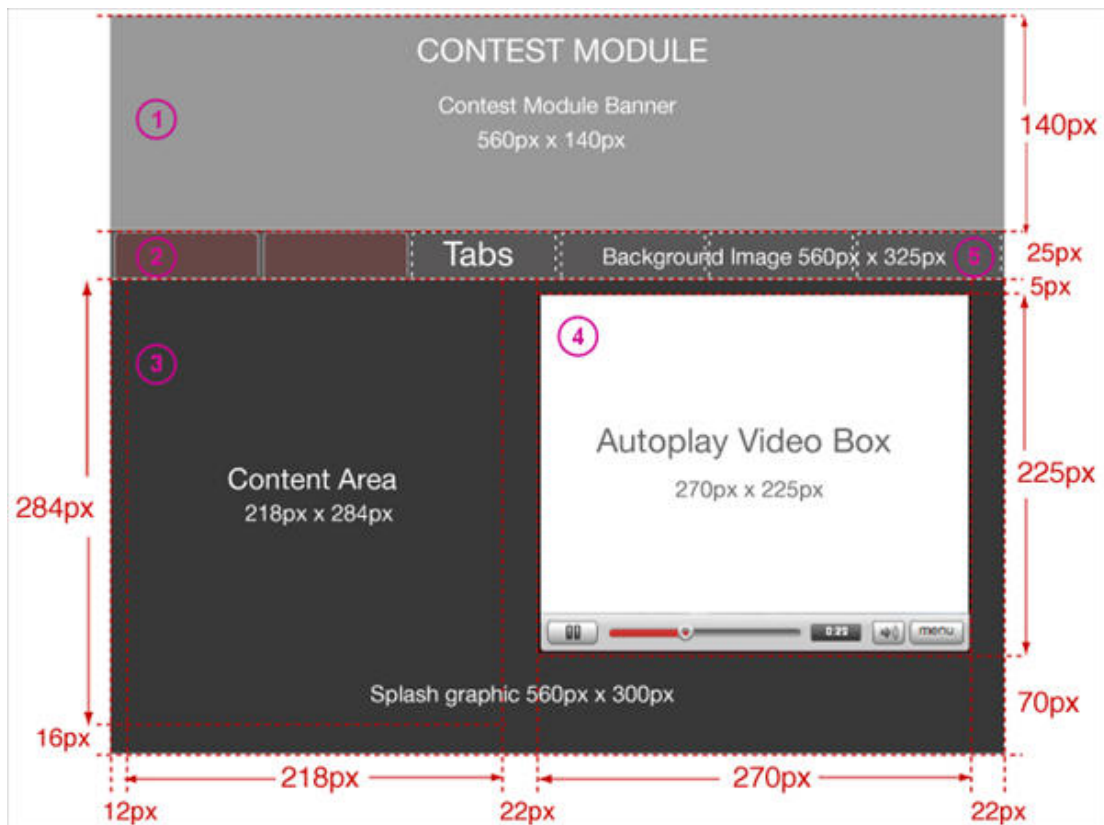 CONTEST MODULE
Contest Module Banner
560px x 140px
1
140px
2
Tabs
Background Image 560px x 325px
5
25px
5px
3
4
Autoplay Video Box
270px x 225px
Content Area
218px x 284px
284px
225px
0:29
menu
Splash graphic 560px x 300px
70px
16px
218px
270px
12px
22px
22px